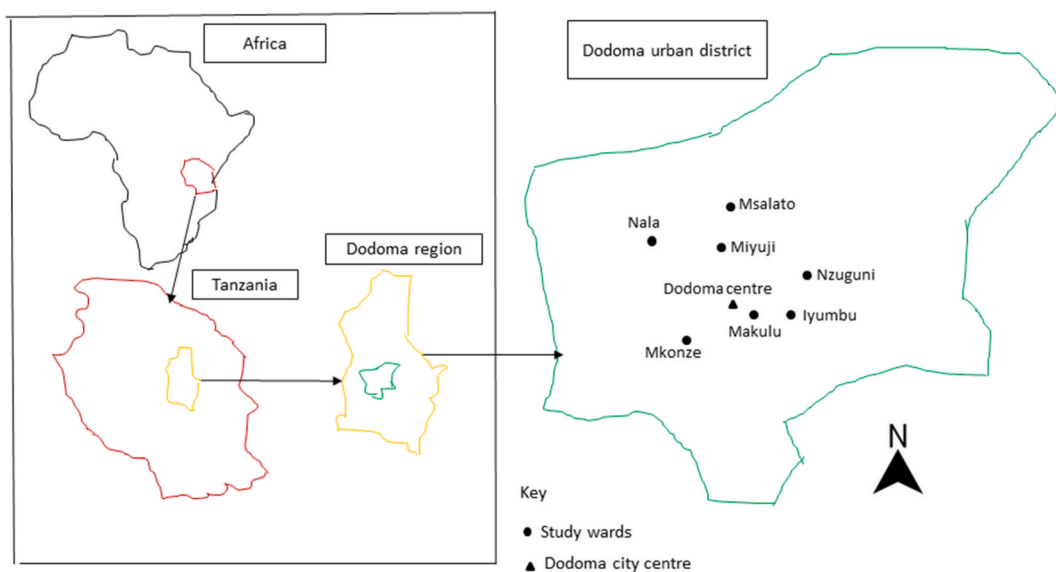 Africa
Dodoma region
Tanzania
Dodoma urban district
Msalato
Nala
Miyuji
Nzuguni
Dodoma centre
Makulu
Iyumbu
Mkonze
N
Key
Study wards
Dodoma city centre